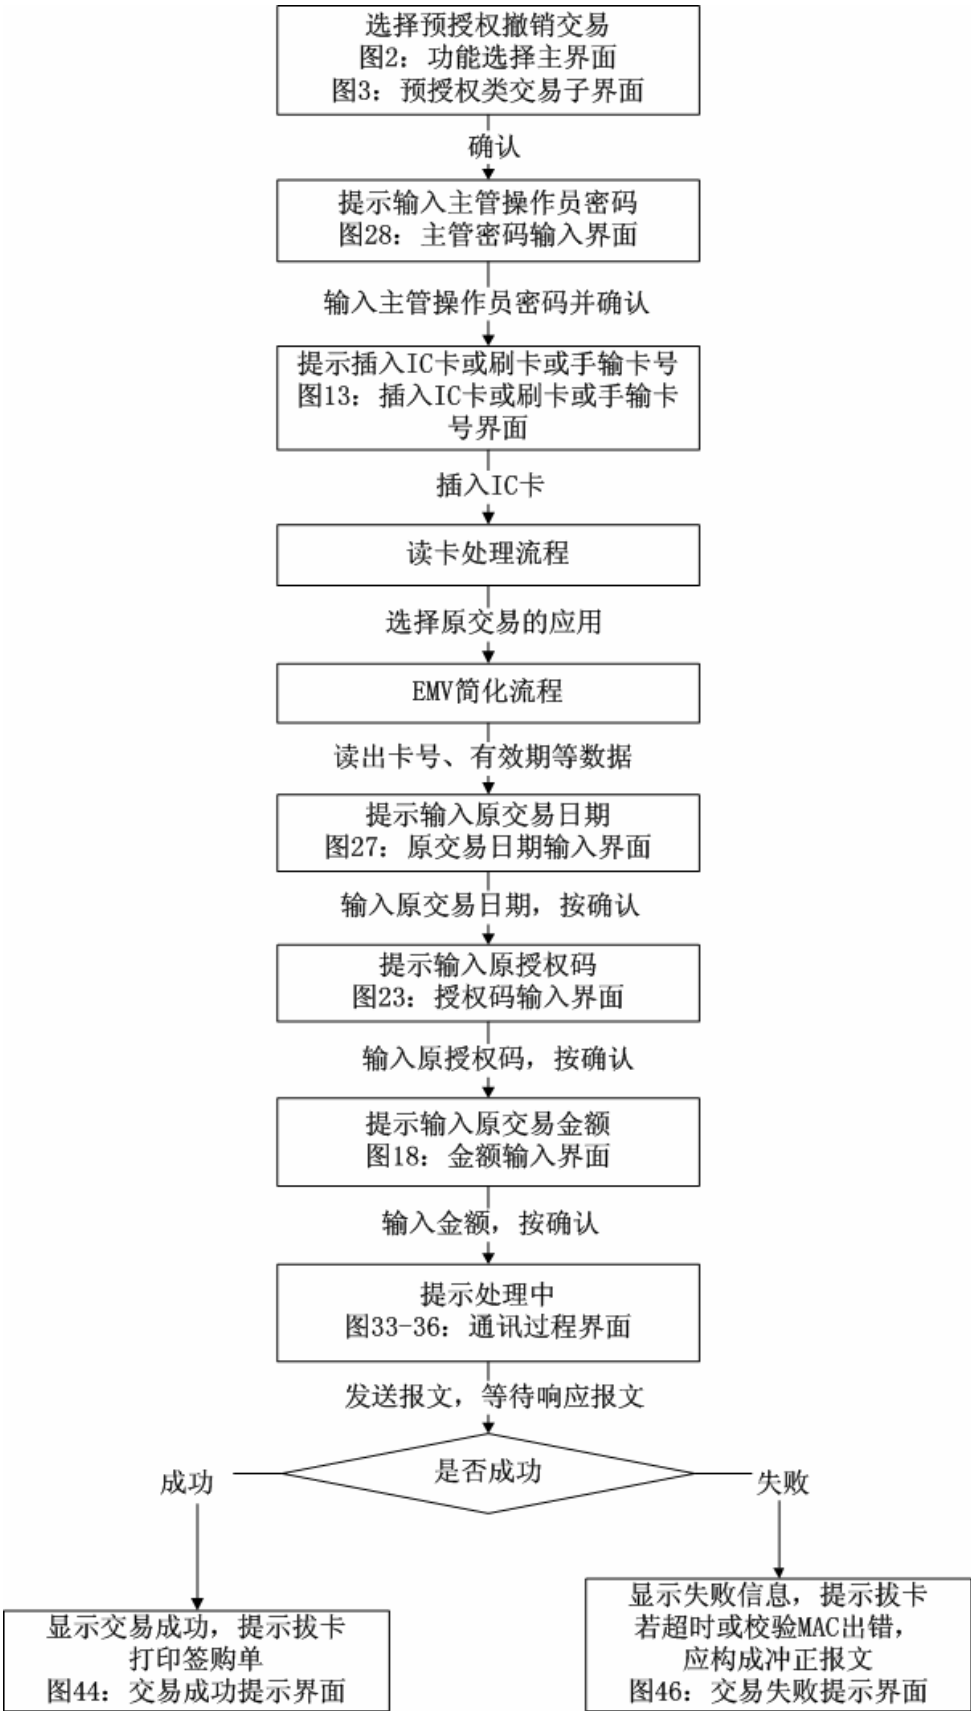 选择预授权撤销交易
图2：功能选择主界面
图3：预授权类交易子界面
确认
提示输入主管操作员密码
图28：主管密码输入界面
输入主管操作员密码并确认
提示插入IC卡或刷卡或手输卡号
图13：插入IC卡或刷卡或手输卡
号界面
插入IC卡
读卡处理流程
选择原交易的应用
EMV简化流程
读出卡号、有效期等数据
提示输入原交易日期
图27：原交易日期输入界面
输入原交易日期，按确认
提示输入原授权码
图23：授权码输入界面
输入原授权码，按确认
提示输入原交易金额
图18：金额输入界面
输入金额，按确认
提示处理中
图33-36：通讯过程界面
发送报文，等待响应报文
是否成功
成功
失败
显示交易成功，提示拔卡
打印签购单
图44：交易成功提示界面
显示失败信息，提示拔卡
若超时或校验MAC出错，
应构成冲正报文
图46：交易失败提示界面